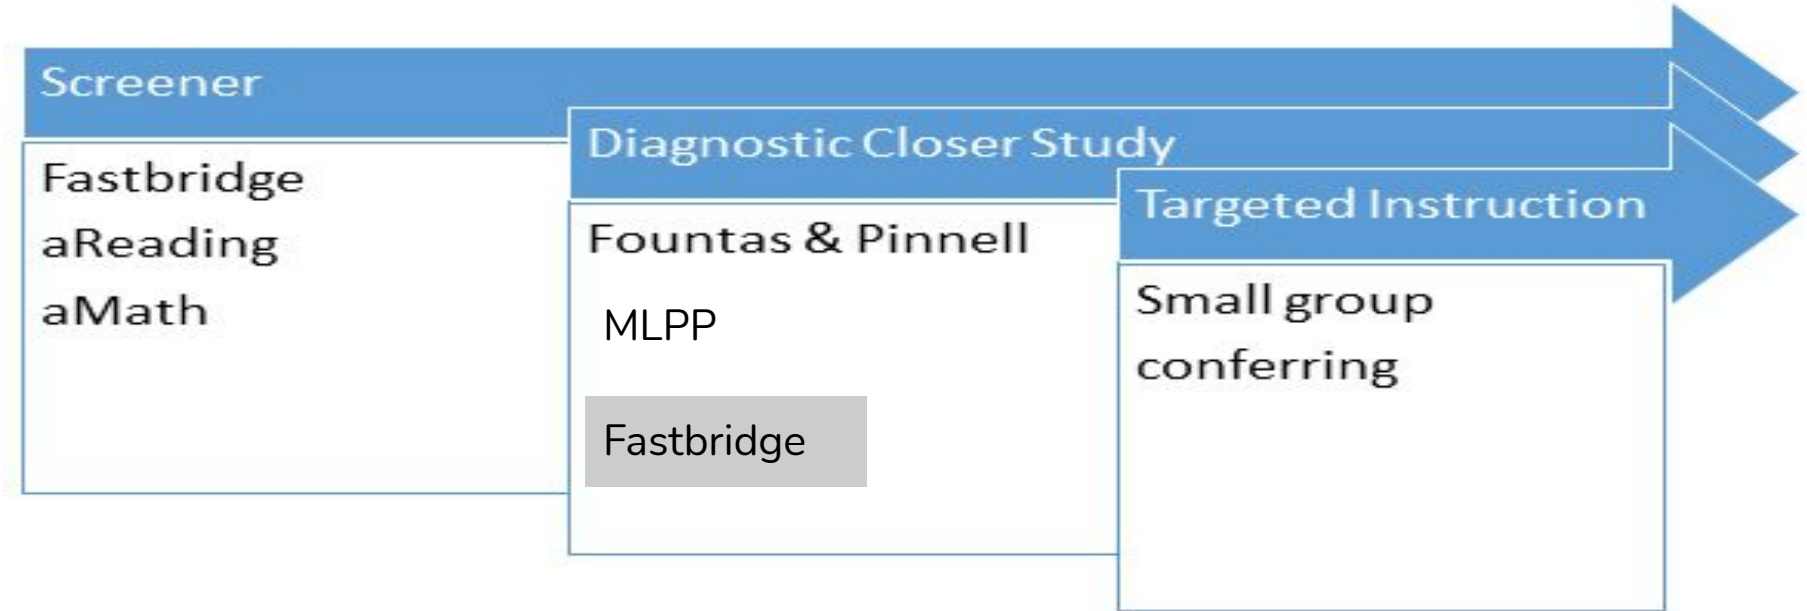 Screener
Fastbridge
aReading
aMath
Diagnostic Closer Study
Fountas & Pinnell
MLPP
Fastbridge
Targeted Instruction
Small group
conferring